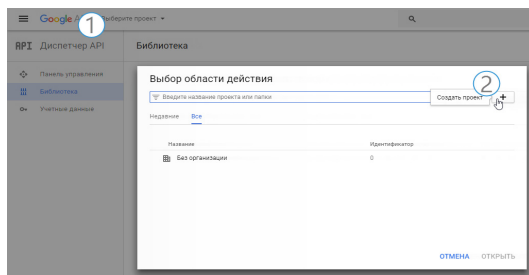 Google
1
Выберите проект
API Диспетчер API
Библиотека
Панель управления
Библиотека
Учетные данные
Выбор области действия
2
Введите название проекта или папки
Создать проект
+
Недавние Все
Название Идентификатор
Без организации 0
ОТМЕНА ОТКРЫТЬ